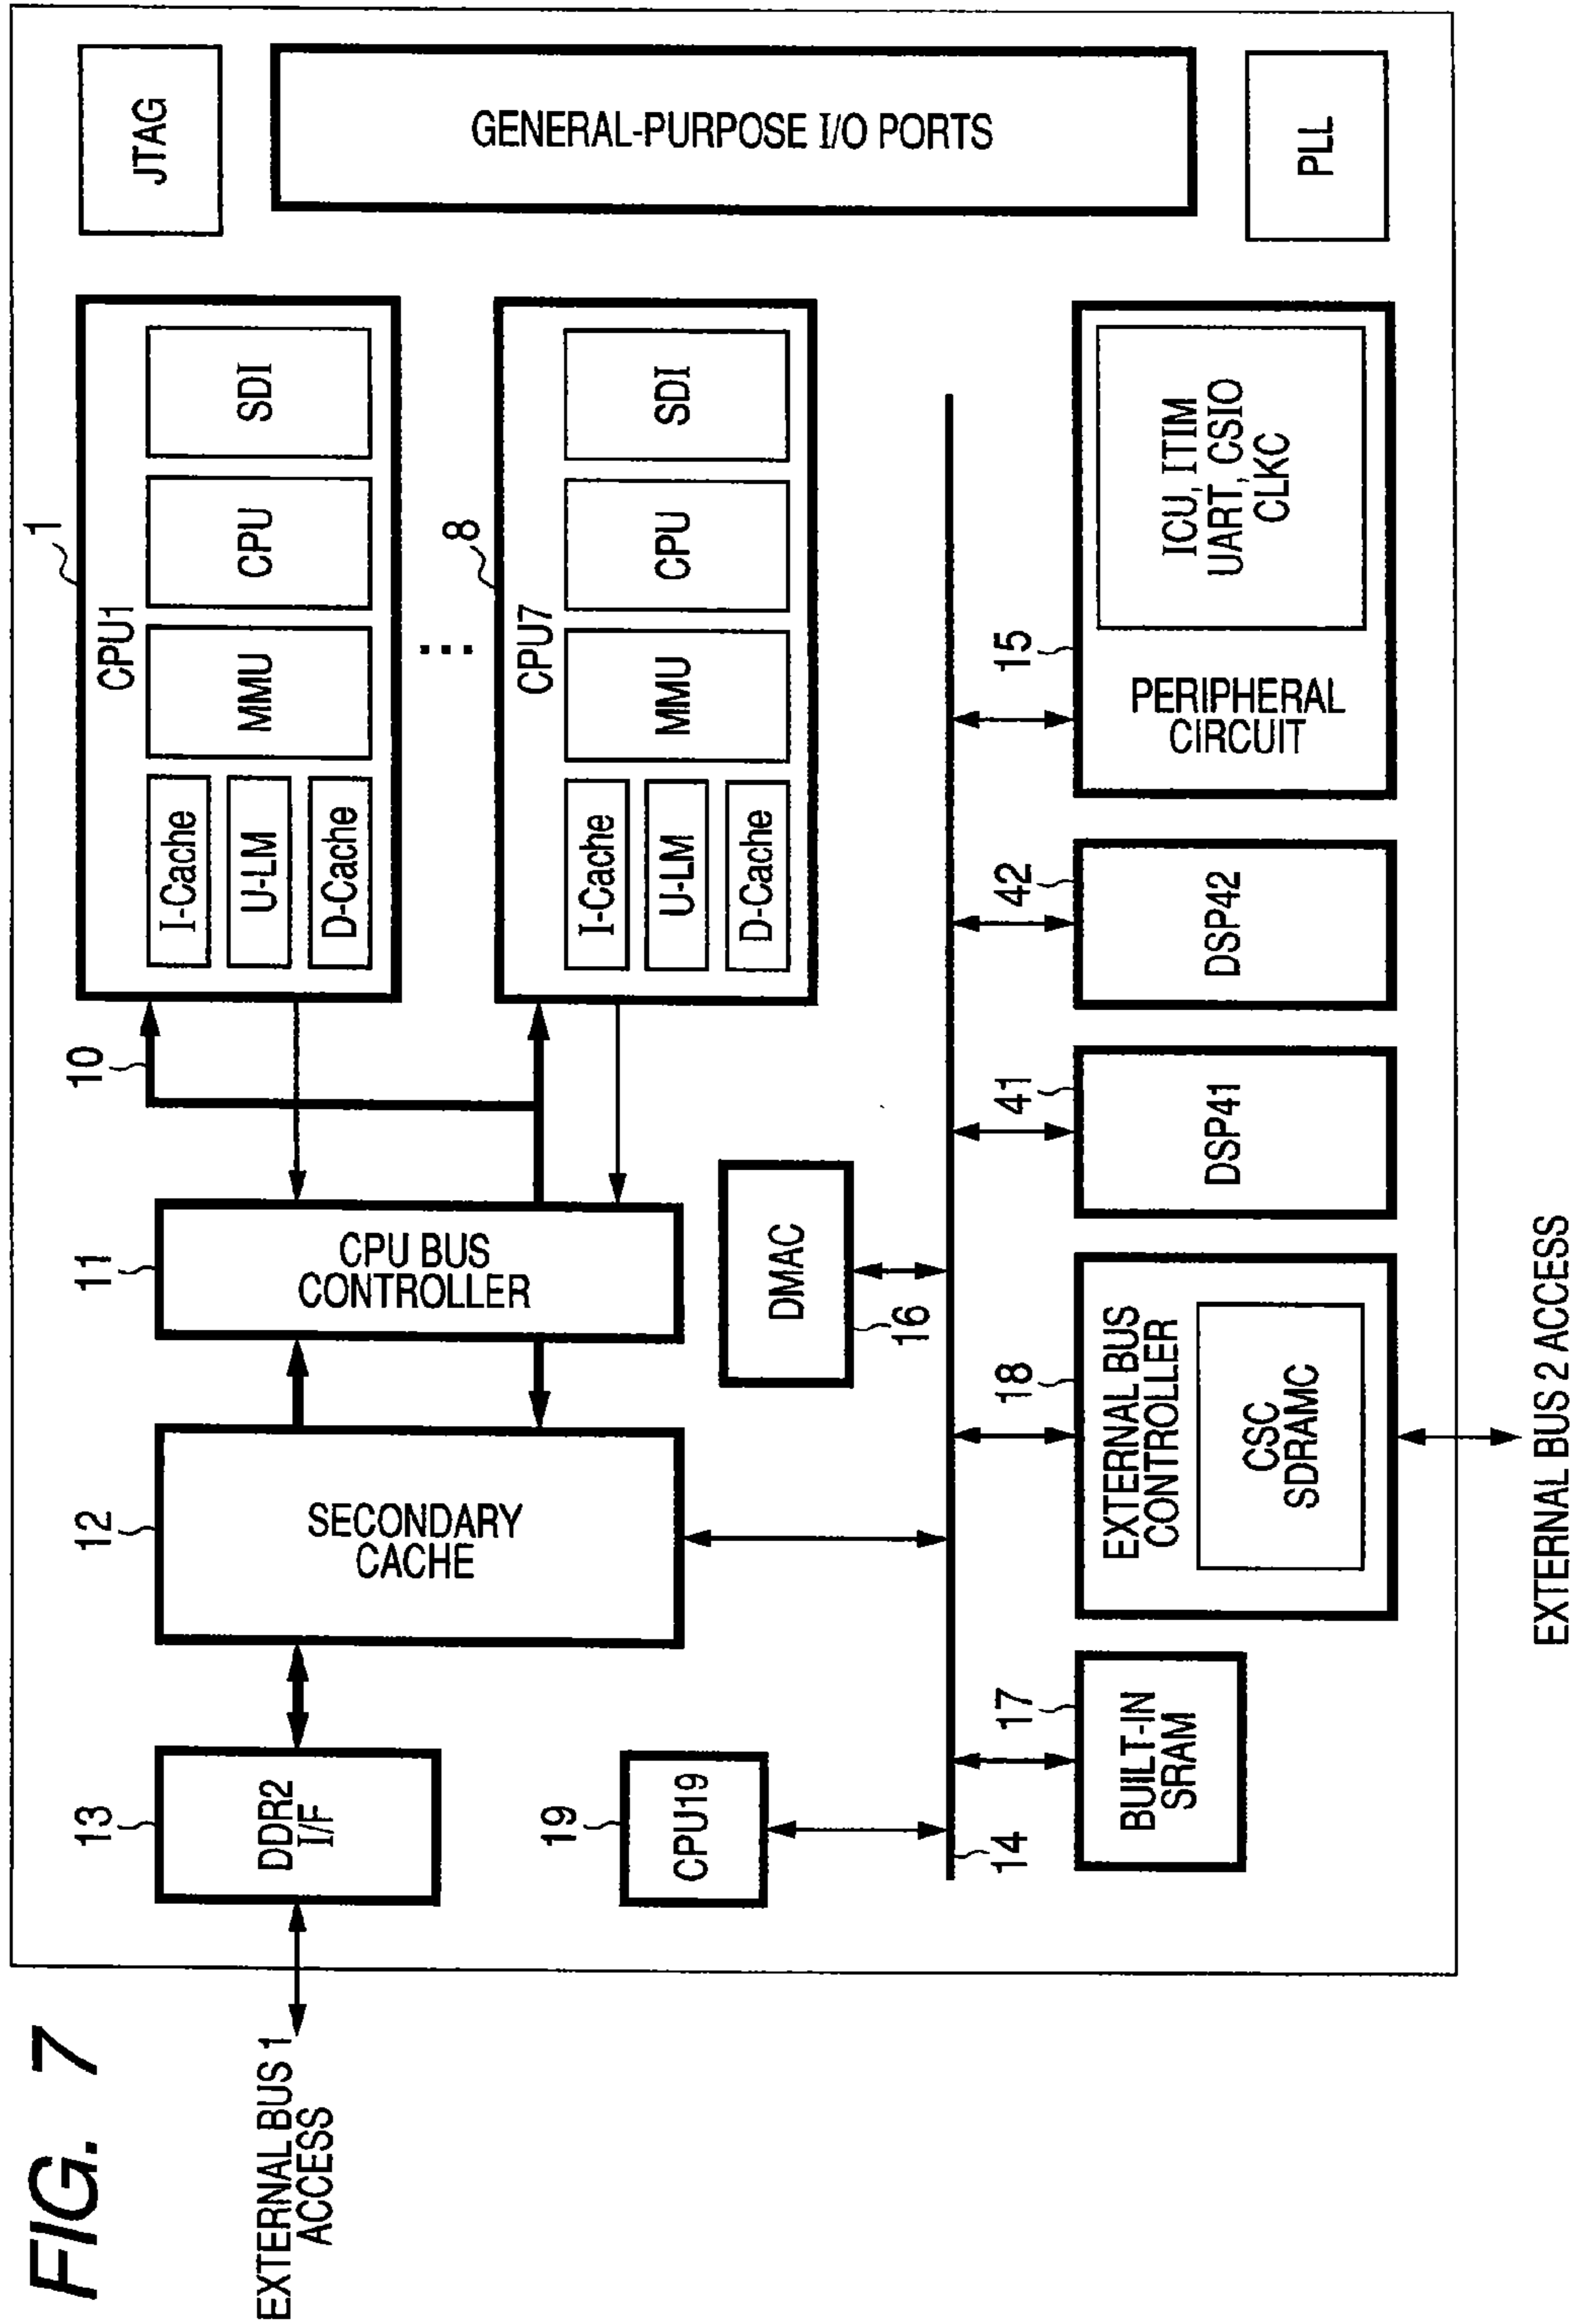 FIG. 7
EXTERNAL BUS 1
ACCESS
13
DDR2
I/F
12
SECONDARY
CACHE
11
CPU BUS
CONTROLLER
10
1
CPU1
I-Cache
U-LM
D-Cache
MMU
CPU
SDI
...
8
CPU7
I-Cache
U-LM
D-Cache
MMU
CPU
SDI
JTAG
GENERAL-PURPOSE I/O PORTS
PLL
19
CPU19
DMAC
16
14
17
BUILT-IN
SRAM
18
EXTERNAL BUS
CONTROLLER
CSC
SDRAMC
41
DSP41
42
DSP42
15
PERIPHERAL
CIRCUIT
ICU, ITIM
UART, CSIO
CLKC
EXTERNAL BUS 2 ACCESS